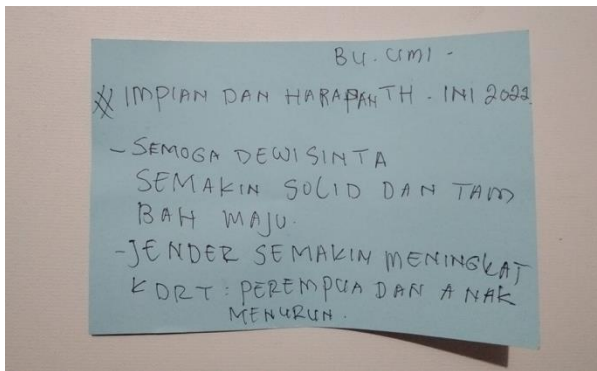 BU. UMI -
※ IMPIAN DAN HARAPAN TH. INI 2022.
- SEMOGA DEWI SINTA
SEMAKIN SOLID DAN TAM
BAH MAJU.
- JENDER SEMAKIN MENINGKAT
KDRT : PEREMPUA DAN ANAK
MENURUN.